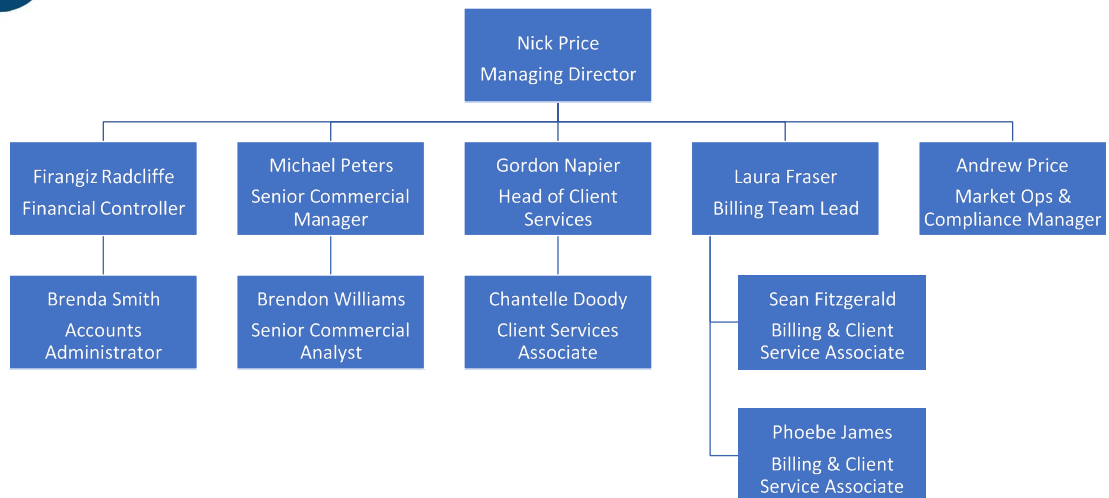 Nick Price
Managing Director
Firangiz Radcliffe
Financial Controller
Michael Peters
Senior Commercial
Manager
Gordon Napier
Head of Client
Services
Laura Fraser
Billing Team Lead
Andrew Price
Market Ops &
Compliance Manager
Brenda Smith
Accounts
Administrator
Brendon Williams
Senior Commercial
Analyst
Chantelle Doody
Client Services
Associate
Sean Fitzgerald
Billing & Client
Service Associate
Phoebe James
Billing & Client
Service Associate